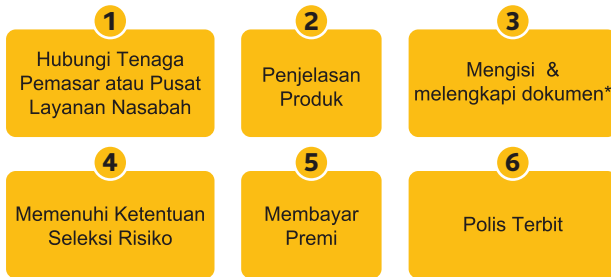 1
Hubungi Tenaga
Pemasar atau Pusat
Layanan Nasabah
2
Penjelasan
Produk
3
Mengisi &
melengkapi dokumen*
4
Memenuhi Ketentuan
Seleksi Risiko
5
Membayar
Premi
6
Polis Terbit